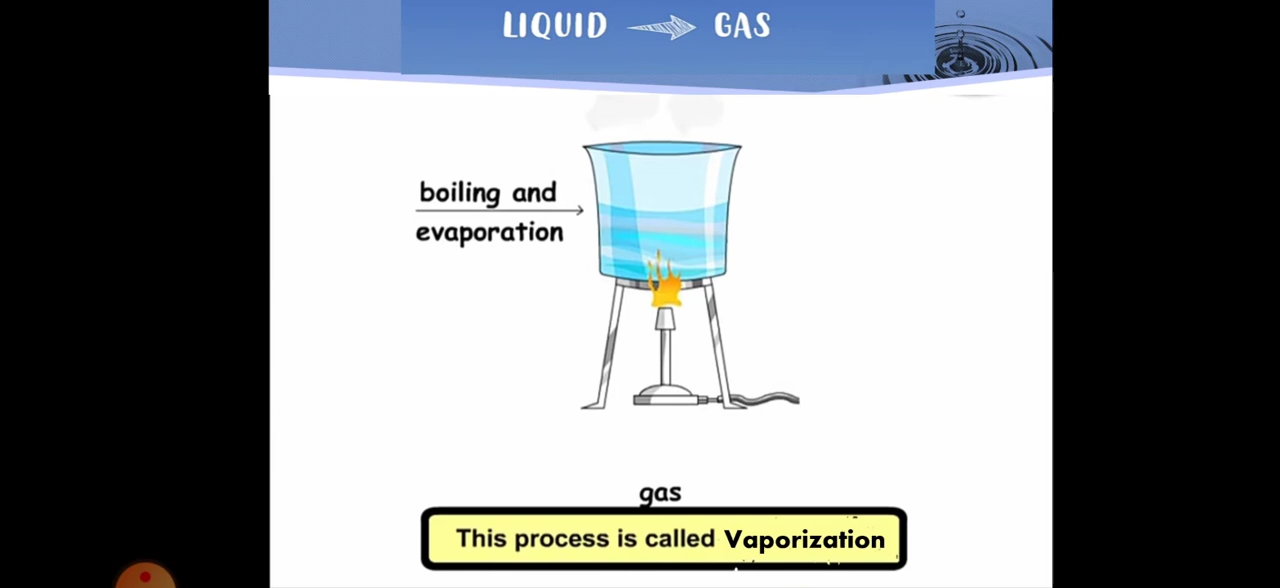 LIQUID GAS
boiling and
evaporation
gas
This process is called Vaporization